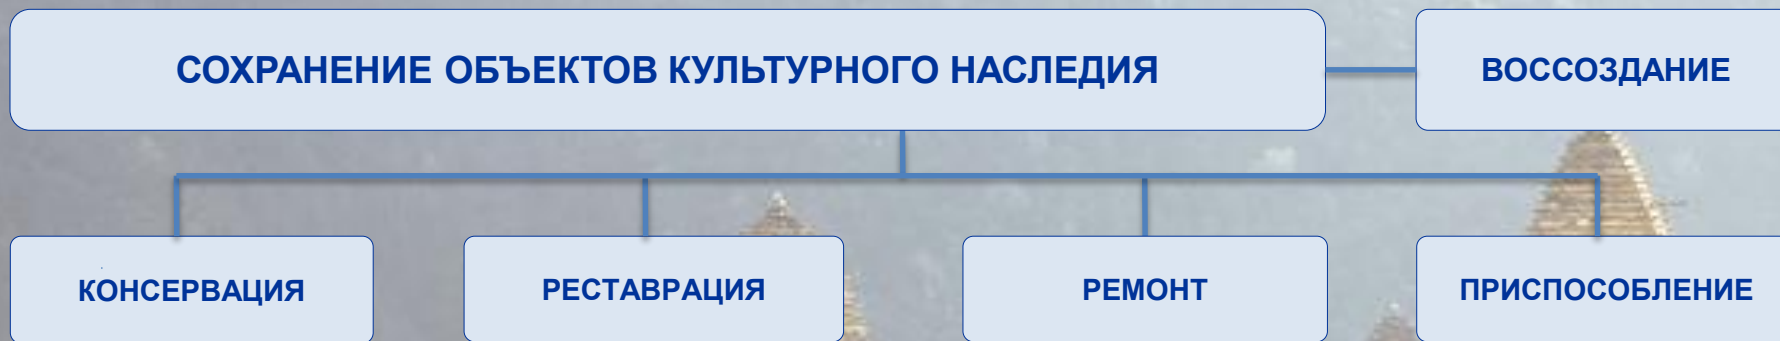 СОХРАНЕНИЕ ОБЪЕКТОВ КУЛЬТУРНОГО НАСЛЕДИЯ
ВОССОЗДАНИЕ
КОНСЕРВАЦИЯ
РЕСТАВРАЦИЯ
РЕМОНТ
ПРИСПОСОБЛЕНИЕ